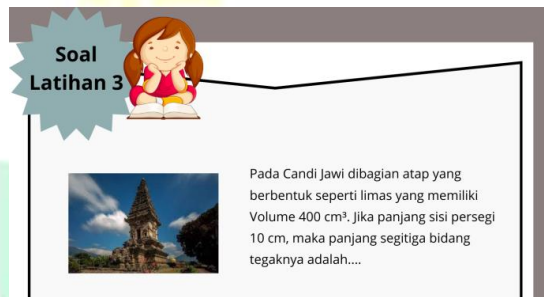 Soal
Latihan 3
Pada Candi Jawi dibagian atap yang
berbentuk seperti limas yang memiliki
Volume 400 cm³. Jika panjang sisi persegi
10 cm, maka panjang segitiga bidang
tegaknya adalah....